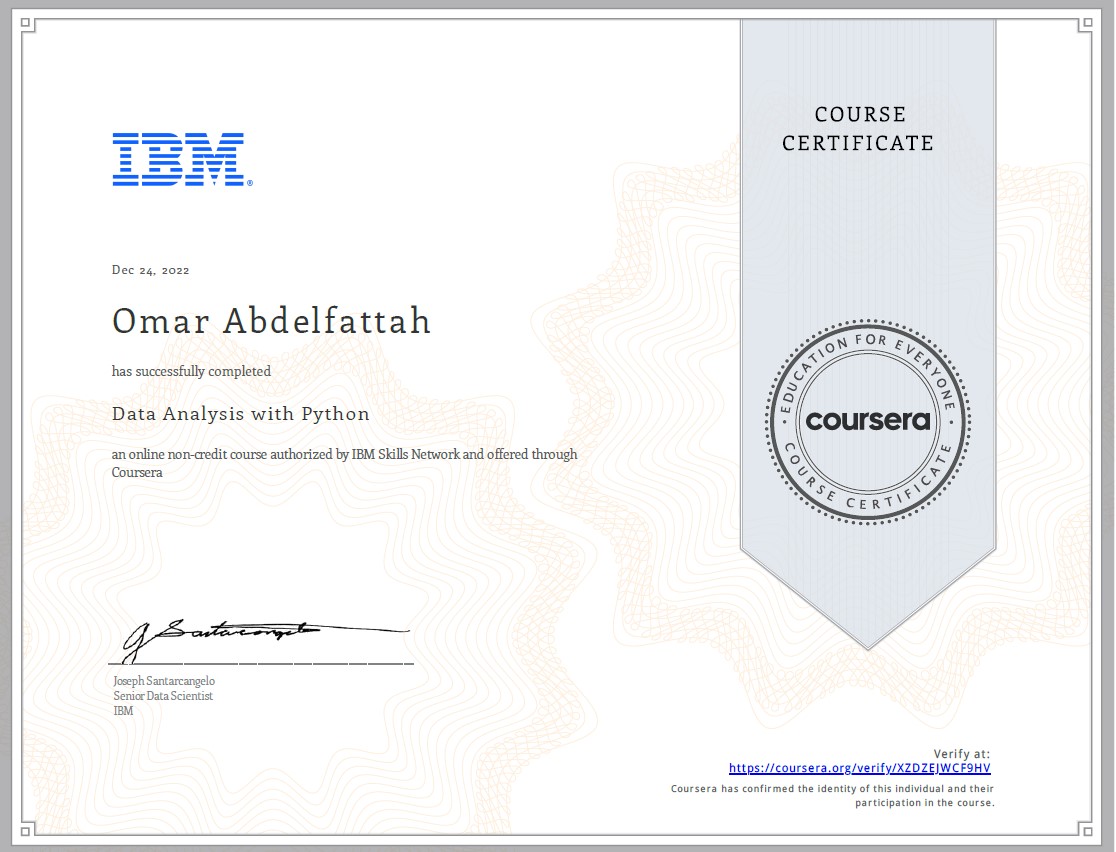 COURSE
CERTIFICATE
IBM®
Dec 24, 2022
Omar Abdelfattah
has successfully completed
Data Analysis with Python
an online non-credit course authorized by IBM Skills Network and offered through
Coursera
EDUCATION FOR EVERYONE
coursera
COURSE CERTIFICATE
J Santarcangelo
Joseph Santarcangelo
Senior Data Scientist
IBM
Verify at:
https://coursera.org/verify/XZDZEJWCF9HV
Coursera has confirmed the identity of this individual and their
participation in the course.